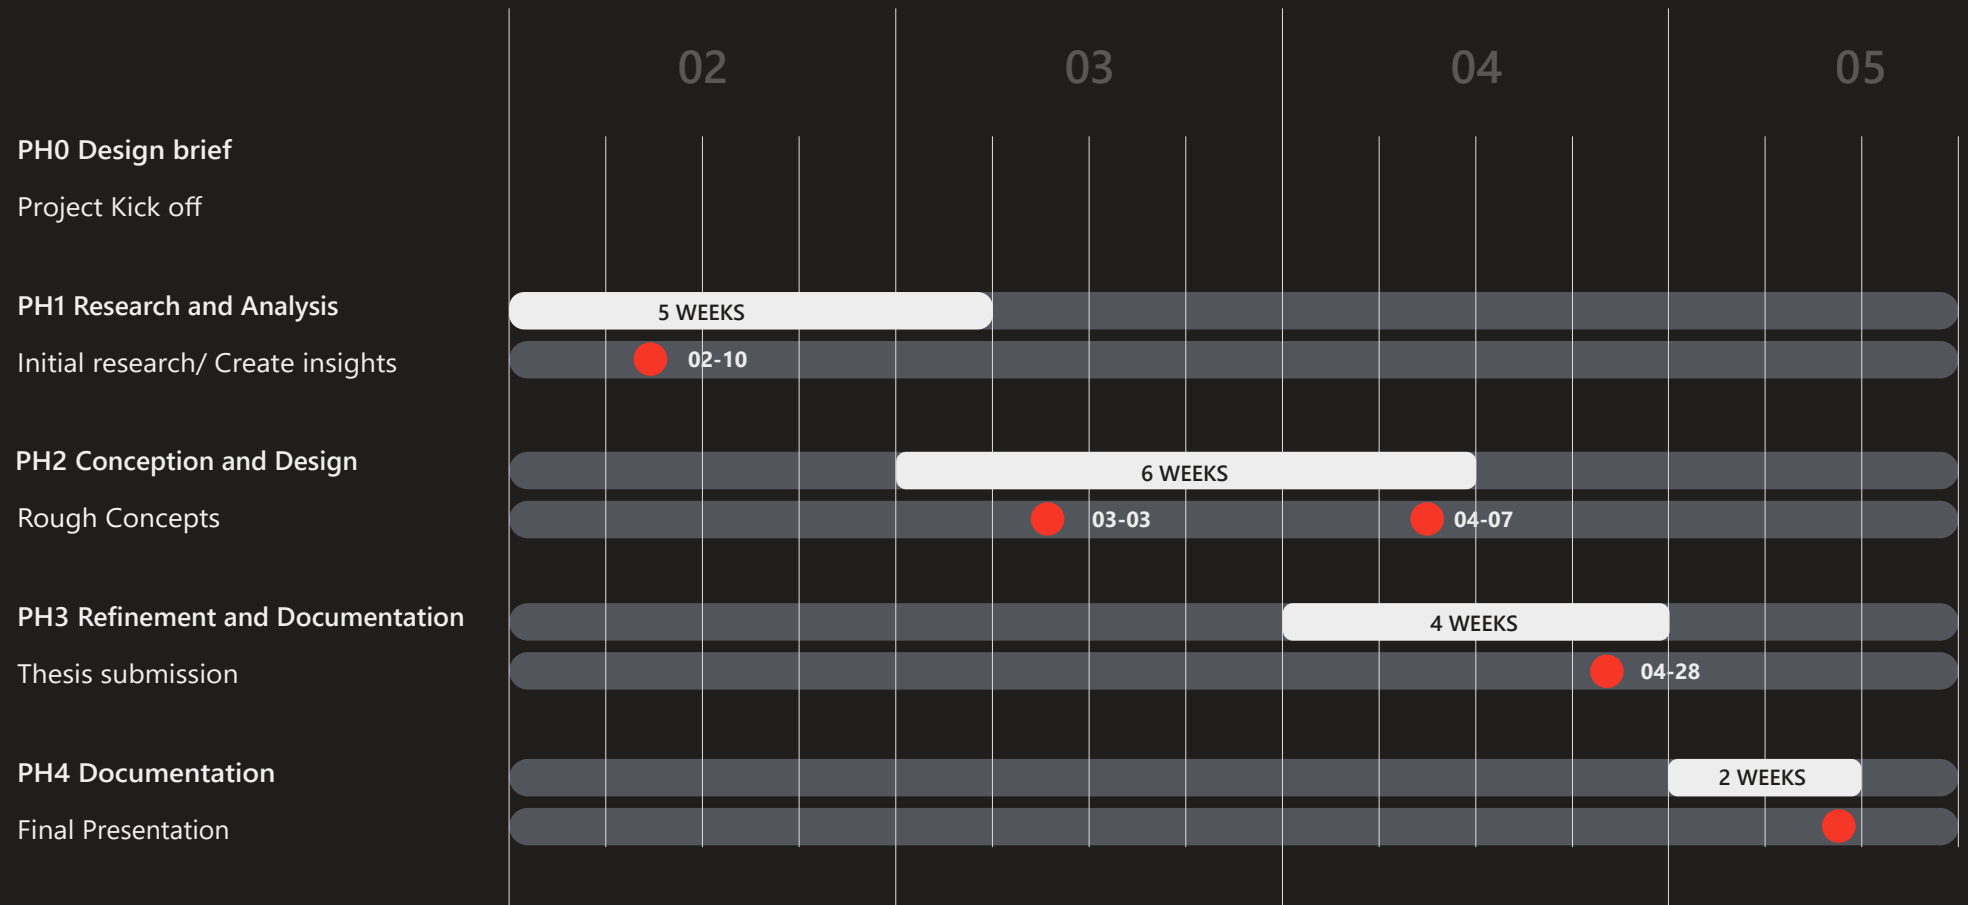 02 03 04 05
PH0 Design brief
Project Kick off
PH1 Research and Analysis
5 WEEKS
Initial research/ Create insights
02-10
PH2 Conception and Design
6 WEEKS
Rough Concepts
03-03
04-07
PH3 Refinement and Documentation
4 WEEKS
Thesis submission
04-28
PH4 Documentation
2 WEEKS
Final Presentation